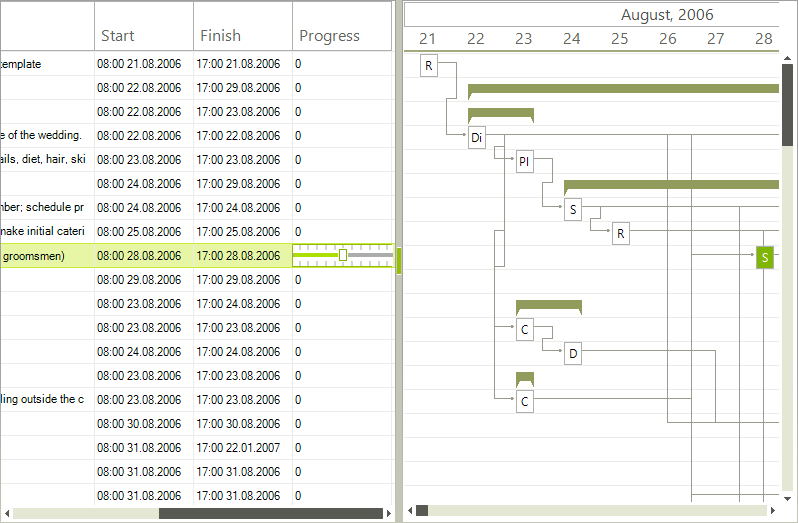 Start Finish Progress
August, 2006
21 22 23 24 25 26 27 28
template 08:00 21.08.2006 17:00 21.08.2006 0
08:00 22.08.2006 17:00 29.08.2006 0
08:00 22.08.2006 17:00 23.08.2006 0
e of the wedding. 08:00 22.08.2006 17:00 22.08.2006 0
ails, diet, hair, ski 08:00 23.08.2006 17:00 23.08.2006 0
08:00 24.08.2006 17:00 29.08.2006 0
nber; schedule pr 08:00 24.08.2006 17:00 24.08.2006 0
make initial cateri 08:00 25.08.2006 17:00 25.08.2006 0
groomsmen) 08:00 28.08.2006 17:00 28.08.2006
08:00 29.08.2006 17:00 29.08.2006 0
08:00 23.08.2006 17:00 24.08.2006 0
08:00 23.08.2006 17:00 23.08.2006 0
08:00 24.08.2006 17:00 24.08.2006 0
08:00 23.08.2006 17:00 23.08.2006 0
ling outside the c 08:00 23.08.2006 17:00 23.08.2006 0
08:00 30.08.2006 17:00 30.08.2006 0
08:00 31.08.2006 17:00 22.01.2007 0
08:00 31.08.2006 17:00 31.08.2006 0
08:00 31.08.2006 17:00 31.08.2006 0
R
Di
Pl
S
R
S
C
D
C